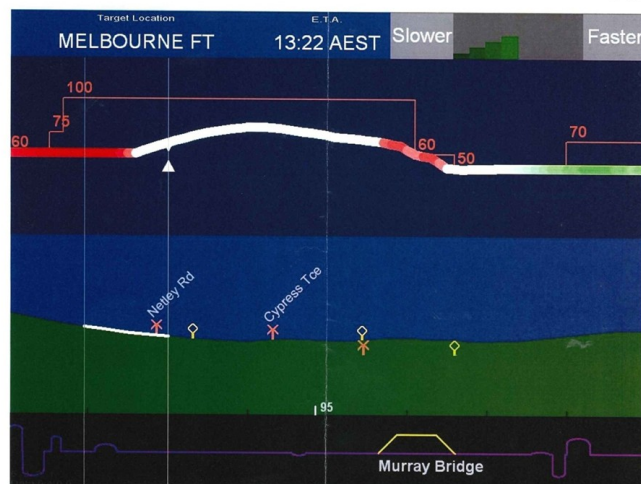 Target Location
E.T.A.
MELBOURNE FT
13:22 AEST
Slower
Faster
100
75
60
60
50
70
Netley Rd
Cypress Tce
95
Murray Bridge